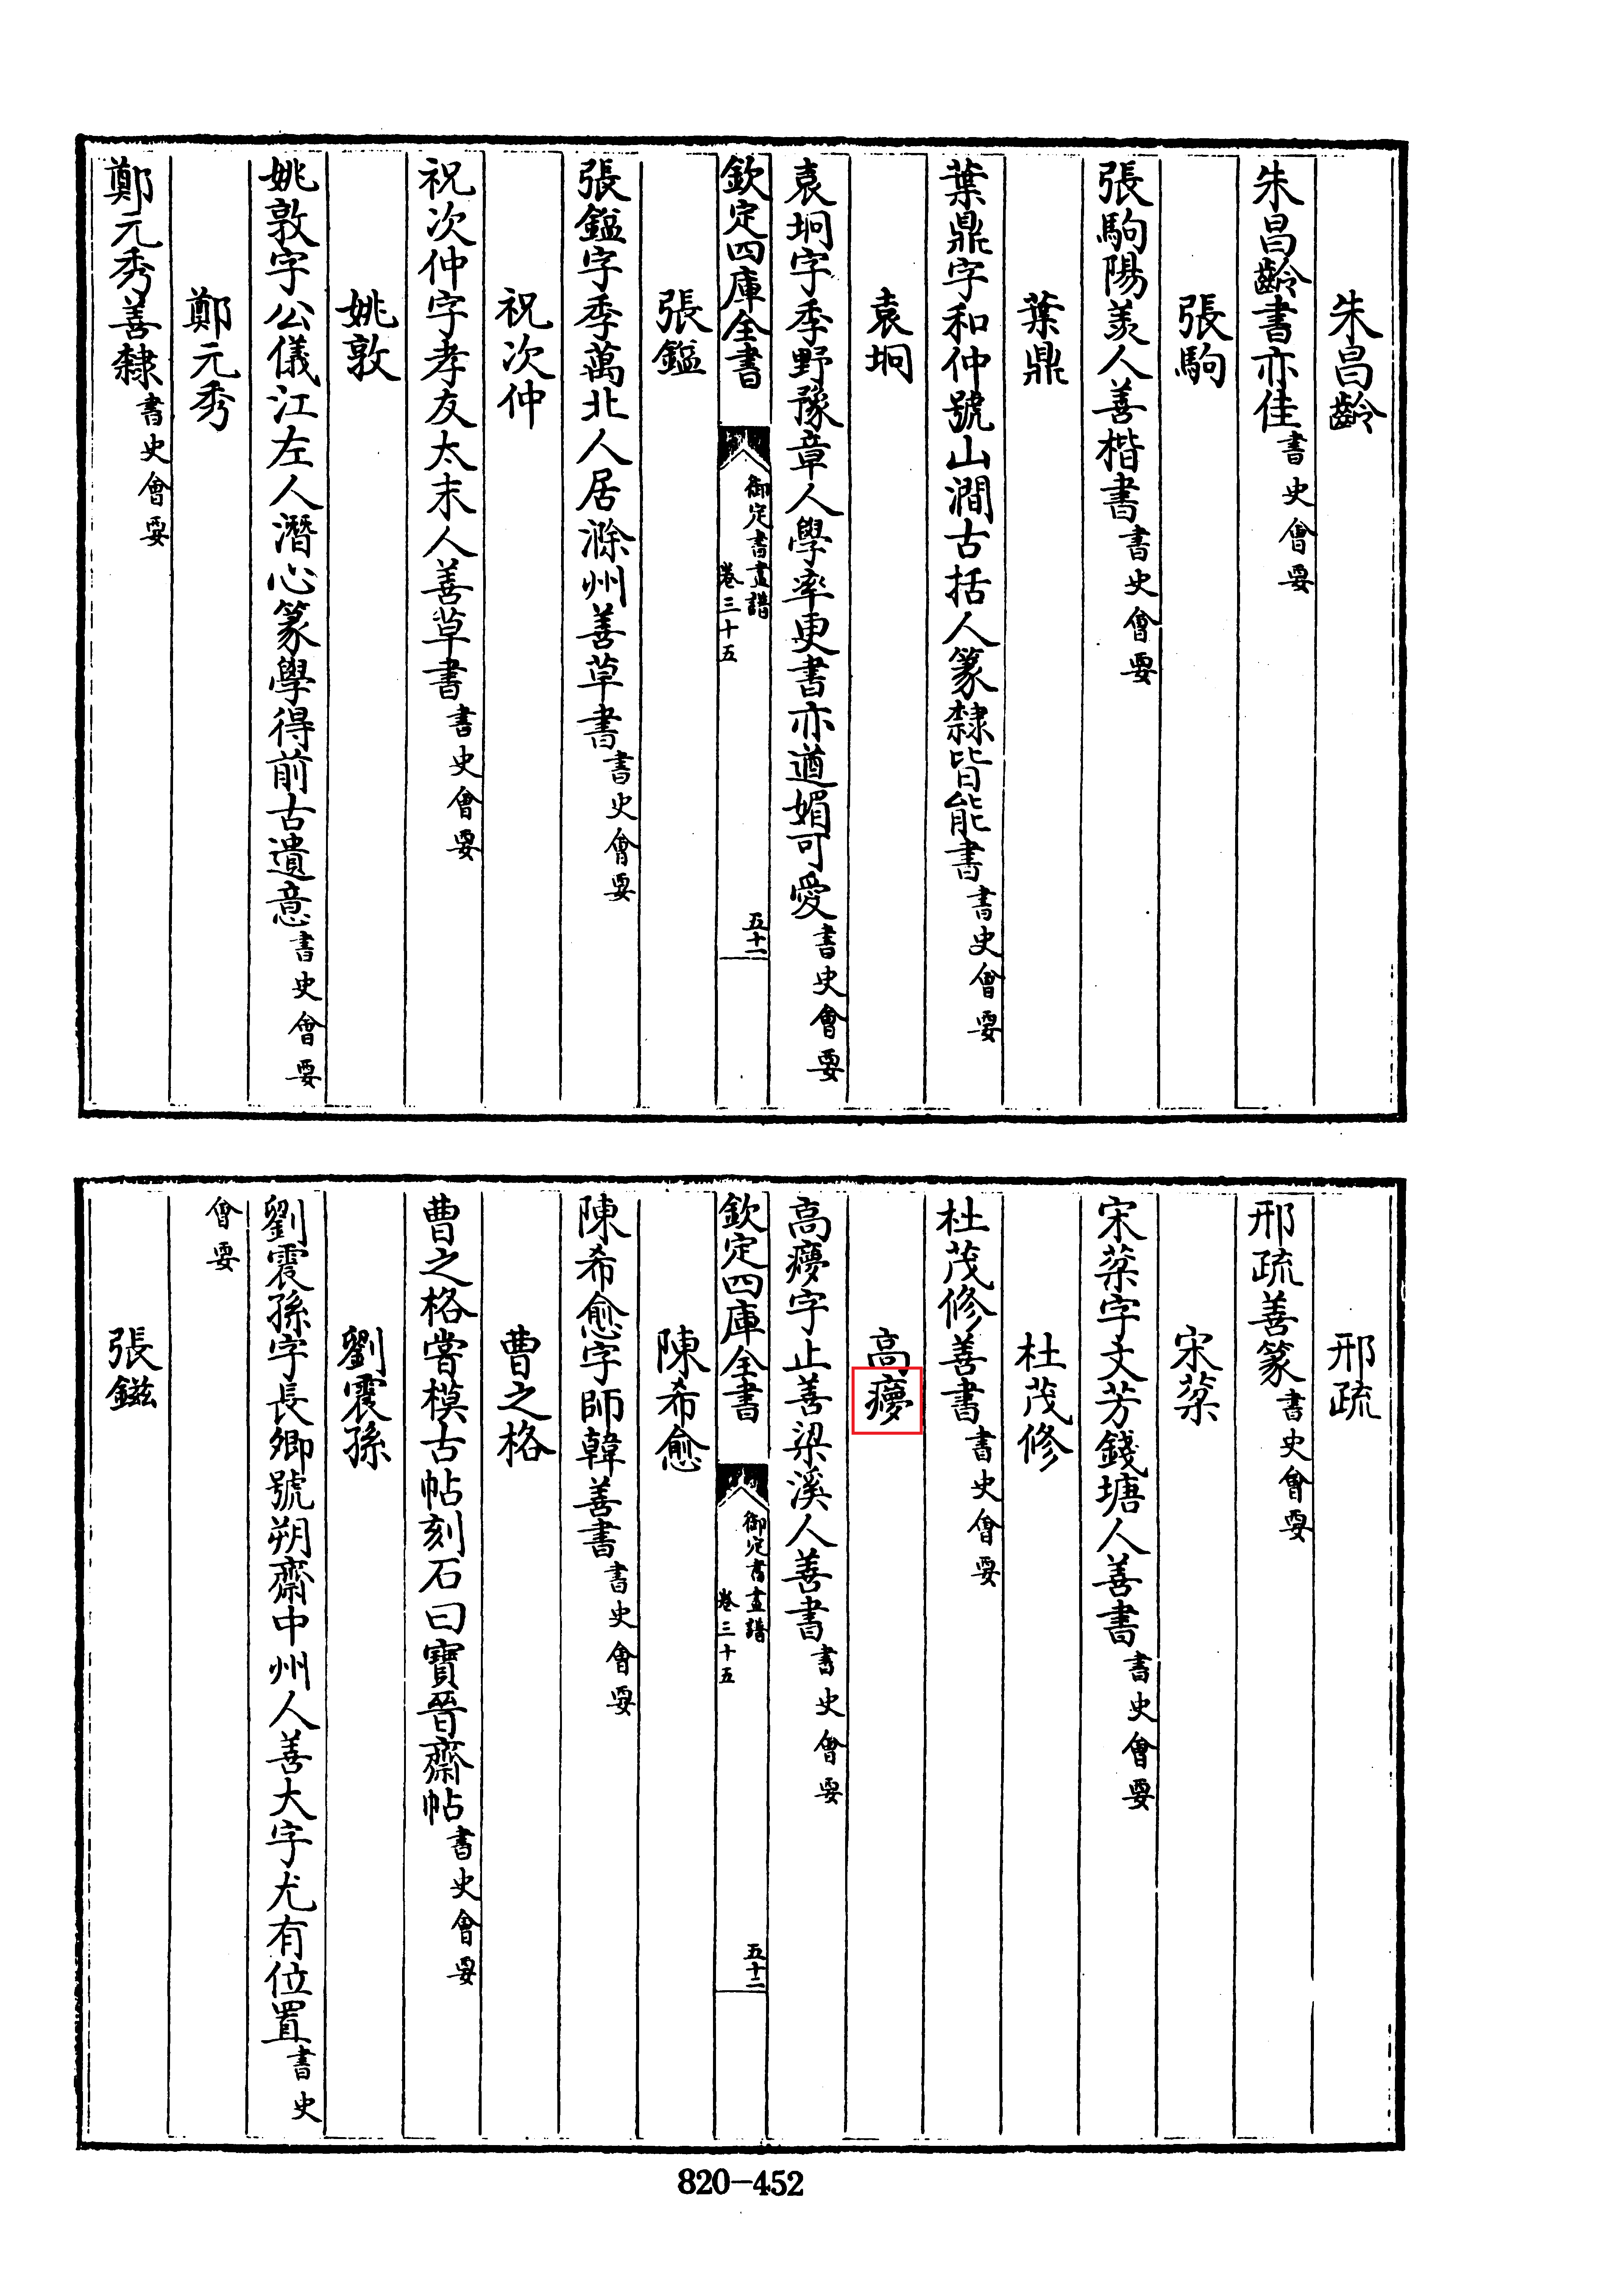 朱昌齡
朱昌齡書亦佳書史會要
張駒
張駒陽羨人善楷書書史會要
葉鼎
葉鼎字和仲號山澗古括人篆隸皆能書書史會要
袁坰
袁坰字季野豫章人學率更書亦遒媚可愛書史會要
欽定四庫全書
御定書畫譜
卷三十五
五十一
張鎰
張鎰字季萬北人居滁州善草書書史會要
祝次仲
祝次仲字孝友太末人善草書書史會要
姚敦
姚敦字公儀江左人潛心篆學得前古遺意書史會要
鄭元秀
鄭元秀善隸書史會要
邢疏
邢疏善篆書史會要
宋棻
宋棻字文芳錢塘人善書書史會要
杜茂修
杜茂修善書書史會要
高
高字止善梁溪人善書書史會要
欽定四庫全書
御定書畫譜
卷三十五
五十二
陳希愈
陳希愈字師韓善書書史會要
曹之格
曹之格嘗模古帖刻石曰寶晉齋帖書史會要
劉震孫
劉震孫字長卿號朔齋中州人善大字尤有位置書史
會要
張鎡
820-452